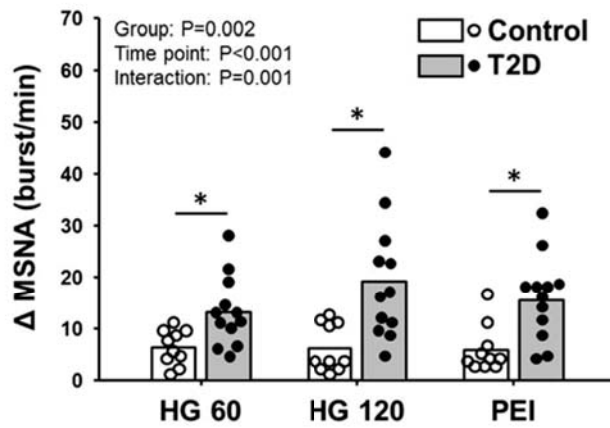 Group: P=0.002
Time point: P<0.001
Interaction: P=0.001
Control
T2D
Δ MSNA (burst/min)
70
60
50
40
30
20
10
0
*
*
*
HG 60
HG 120
PEI